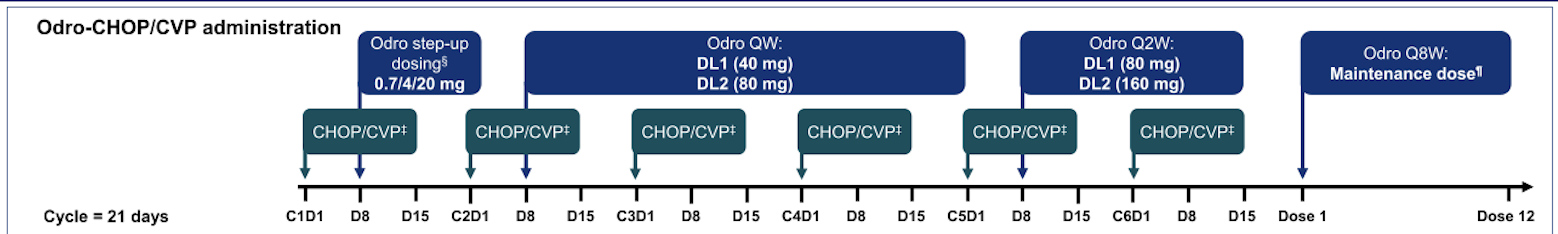 Odro-CHOP/CVP administration
Odro step-up
dosing§
0.7/4/20 mg
Odro QW:
DL1 (40 mg)
DL2 (80 mg)
Odro Q2W:
DL1 (80 mg)
DL2 (160 mg)
Odro Q8W:
Maintenance dose¶
CHOP/CVP‡ CHOP/CVP‡ CHOP/CVP‡ CHOP/CVP‡ CHOP/CVP‡ CHOP/CVP‡
Cycle = 21 days C1D1 D8 D15 C2D1 D8 D15 C3D1 D8 D15 C4D1 D8 D15 C5D1 D8 D15 C6D1 D8 D15 Dose 1 Dose 12